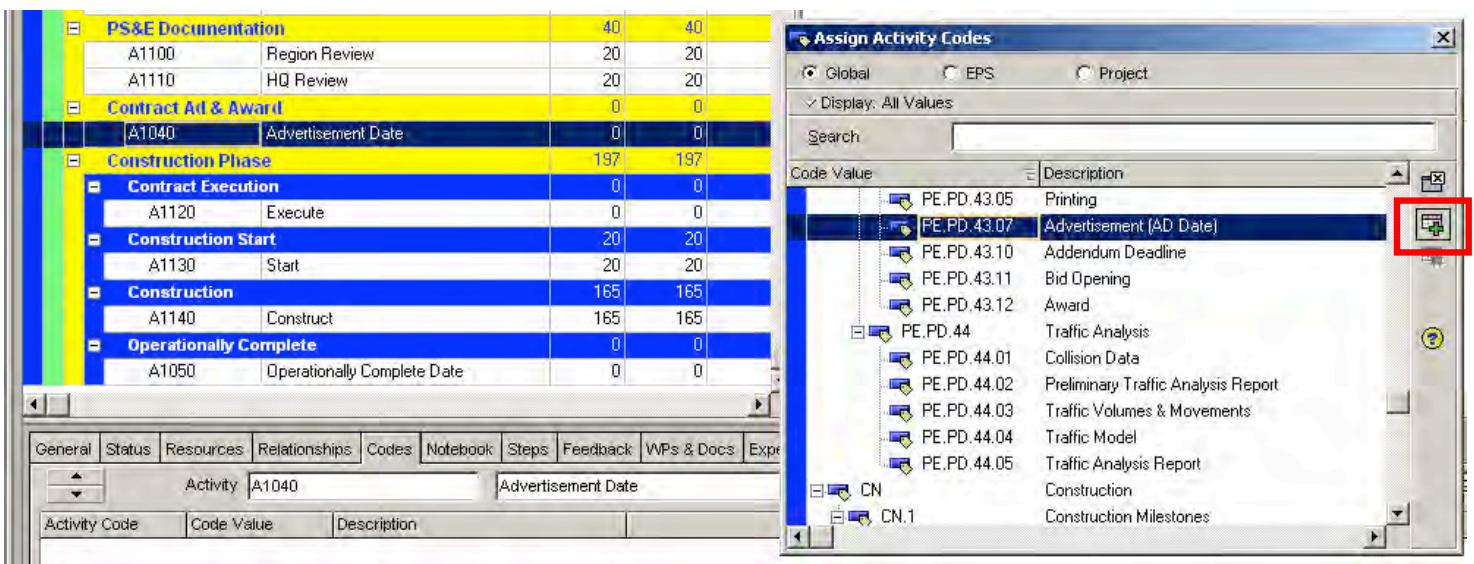 PS&E Documentation 40 40
A1100 Region Review 20 20
A1110 HQ Review 20 20
Contract Ad & Award 0 0
A1040 Advertisement Date 0 0
Construction Phase 197 197
Contract Execution 0 0
A1120 Execute 0 0
Construction Start 20 20
A1130 Start 20 20
Construction 165 165
A1140 Construct 165 165
Operationally Complete 0 0
A1050 Operationally Complete Date 0 0
General Status Resources Relationships Codes Notebook Steps Feedback WPs & Docs Expe
Activity A1040 Advertisement Date
Activity Code Code Value Description
Assign Activity Codes
Global EPS Project
Display: All Values
Search
Code Value Description
PE.PD.43.05 Printing
PE.PD.43.07 Advertisement (AD Date)
PE.PD.43.10 Addendum Deadline
PE.PD.43.11 Bid Opening
PE.PD.43.12 Award
PE.PD.44 Traffic Analysis
PE.PD.44.01 Collision Data
PE.PD.44.02 Preliminary Traffic Analysis Report
PE.PD.44.03 Traffic Volumes & Movements
PE.PD.44.04 Traffic Model
PE.PD.44.05 Traffic Analysis Report
CN Construction
CN.1 Construction Milestones